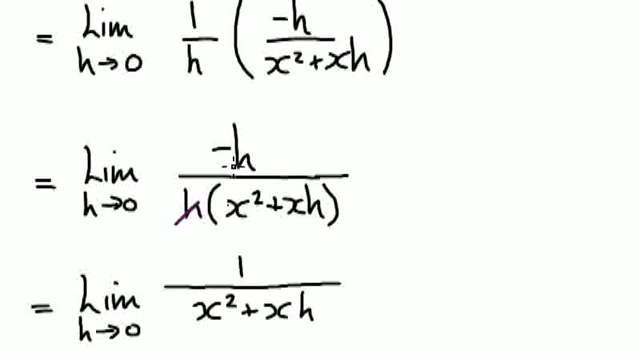 = Lim h→0 1/h (-h/(x²+xh))
= Lim h→0 -h/(h(x²+xh))
= Lim h→0 1/(x²+xh)